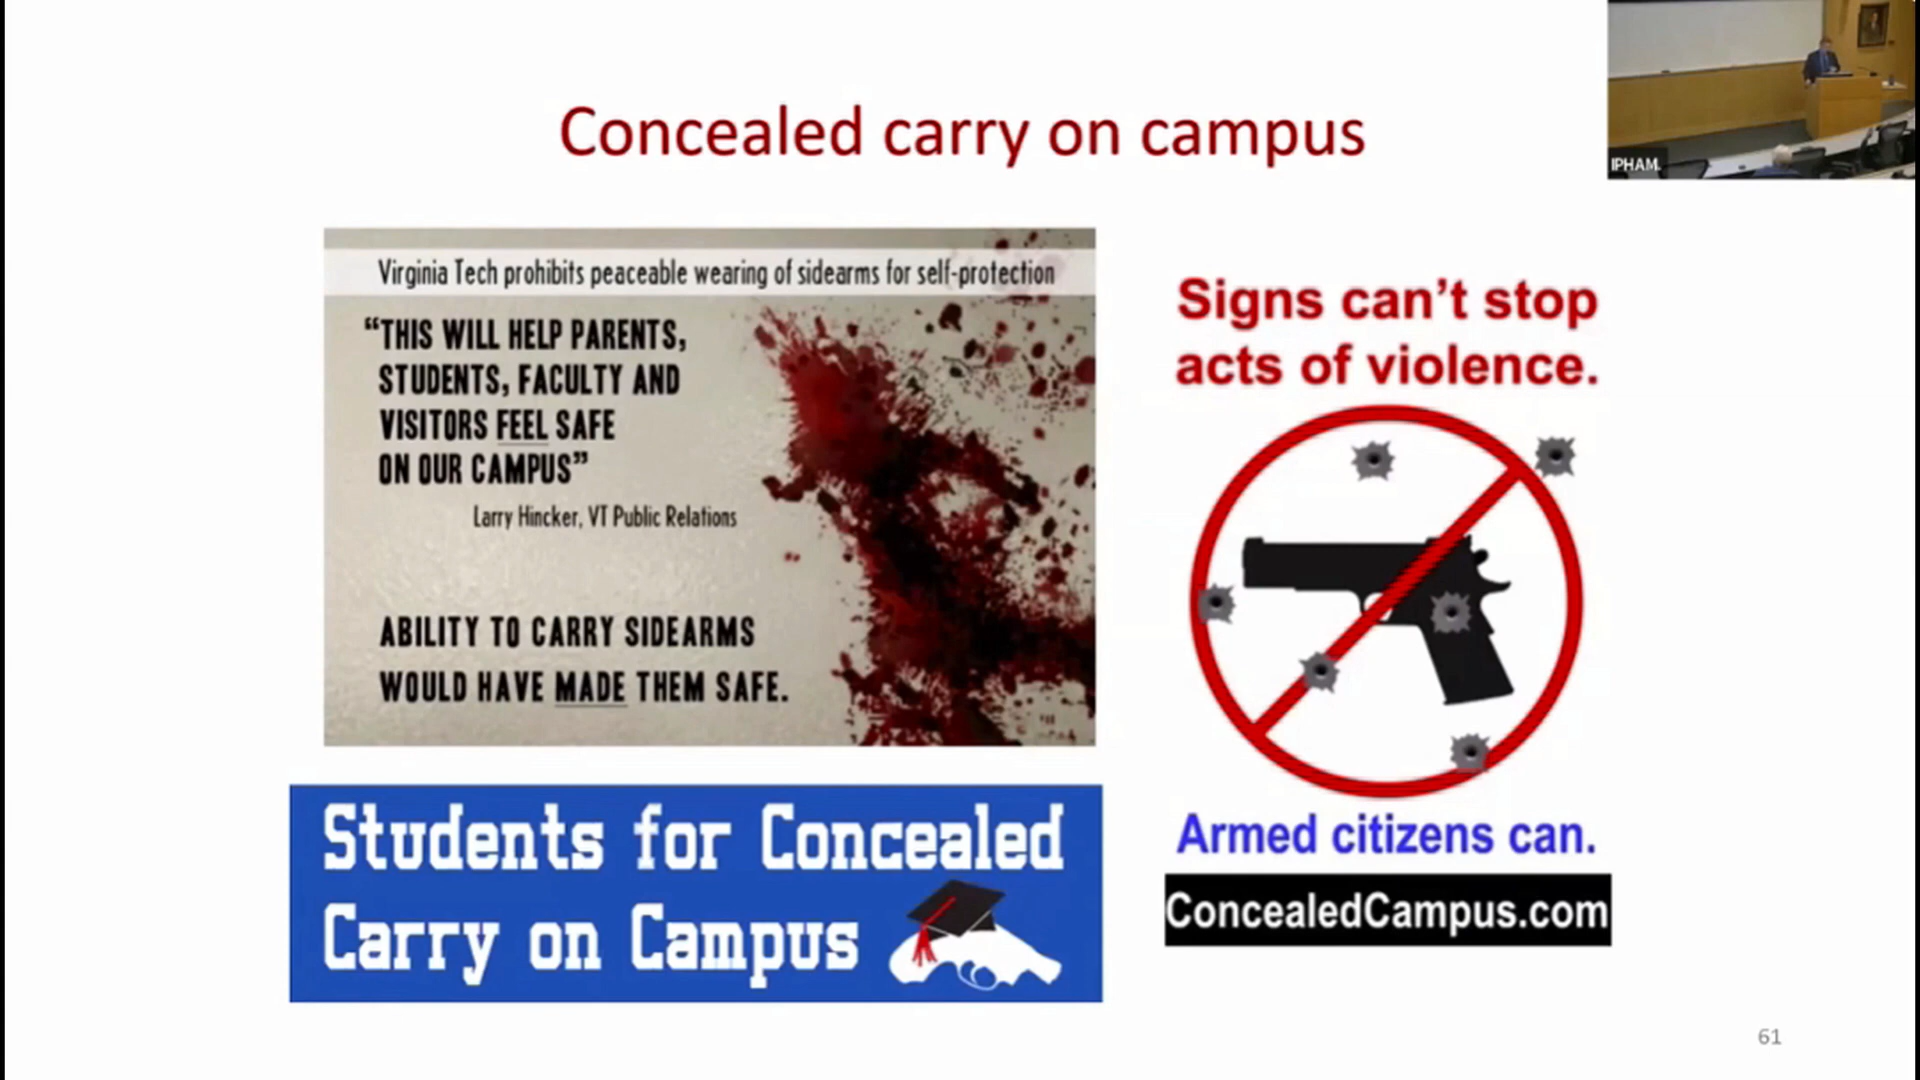 Concealed carry on campus
IPHAM.
Virginia Tech prohibits peaceable wearing of sidearms for self-protection
“THIS WILL HELP PARENTS,
STUDENTS, FACULTY AND
VISITORS FEEL SAFE
ON OUR CAMPUS”
Larry Hincker, VT Public Relations
ABILITY TO CARRY SIDEARMS
WOULD HAVE MADE THEM SAFE.
Students for Concealed
Carry on Campus
Signs can’t stop
acts of violence.
Armed citizens can.
ConcealedCampus.com
61